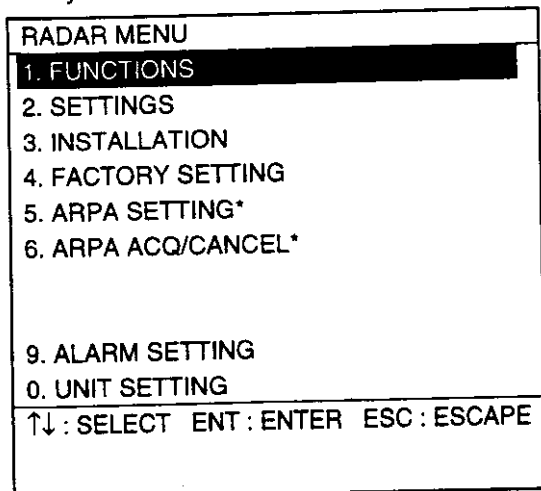 RADAR MENU
1. FUNCTIONS
2. SETTINGS
3. INSTALLATION
4. FACTORY SETTING
5. ARPA SETTING*
6. ARPA ACQ/CANCEL*
9. ALARM SETTING
0. UNIT SETTING
↑↓ : SELECT ENT : ENTER ESC : ESCAPE